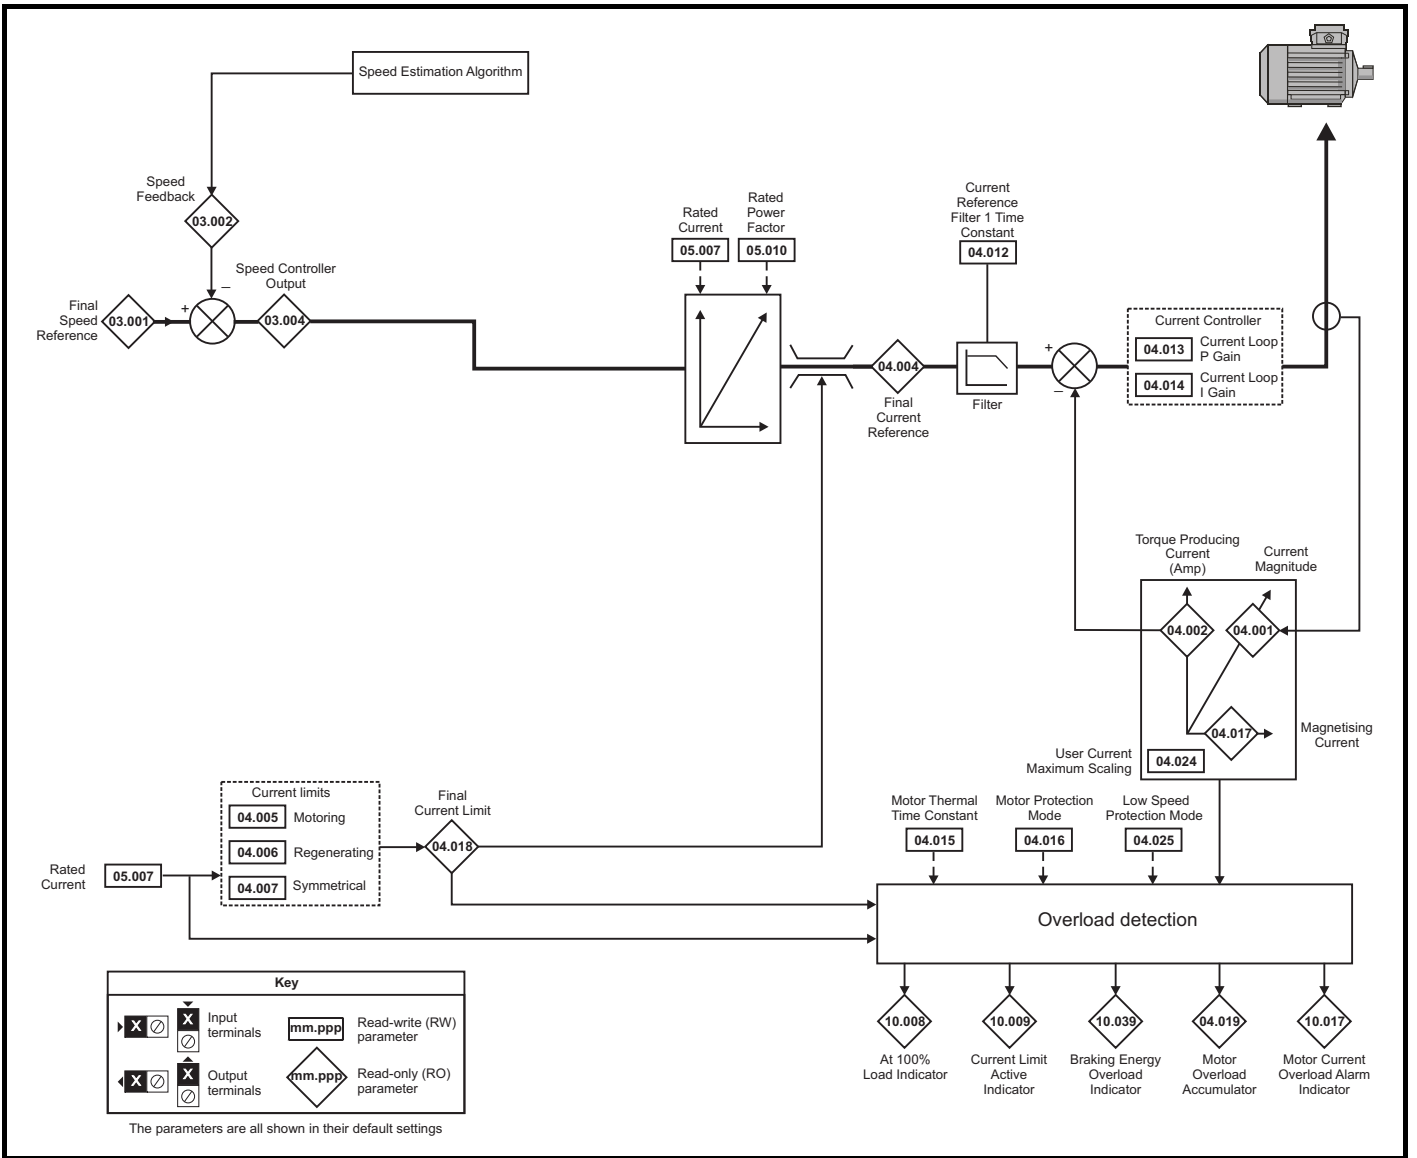 Speed Estimation Algorithm
Speed
Feedback
03.002
Speed Controller
Output
Final
Speed
Reference
03.001
+
–
03.004
Rated
Current
05.007
Rated
Power
Factor
05.010
Current
Reference
Filter 1 Time
Constant
04.012
04.004
Final
Current
Reference
Filter
+
–
Current Controller
04.013
Current Loop
P Gain
04.014
Current Loop
I Gain
Torque Producing
Current
(Amp)
Current
Magnitude
04.002
04.001
04.017
Magnetising
Current
User Current
Maximum Scaling
04.024
Rated
Current
05.007
Current limits
04.005
Motoring
04.006
Regenerating
04.007
Symmetrical
Final
Current Limit
04.018
Motor Thermal
Time Constant
04.015
Motor Protection
Mode
04.016
Low Speed
Protection Mode
04.025
Overload detection
10.008
At 100%
Load Indicator
10.009
Current Limit
Active
Indicator
10.039
Braking Energy
Overload
Indicator
04.019
Motor
Overload
Accumulator
10.017
Motor Current
Overload Alarm
Indicator
Key
X
X
Input
terminals
mm.ppp
Read-write (RW)
parameter
X
X
Output
terminals
mm.ppp
Read-only (RO)
parameter
The parameters are all shown in their default settings